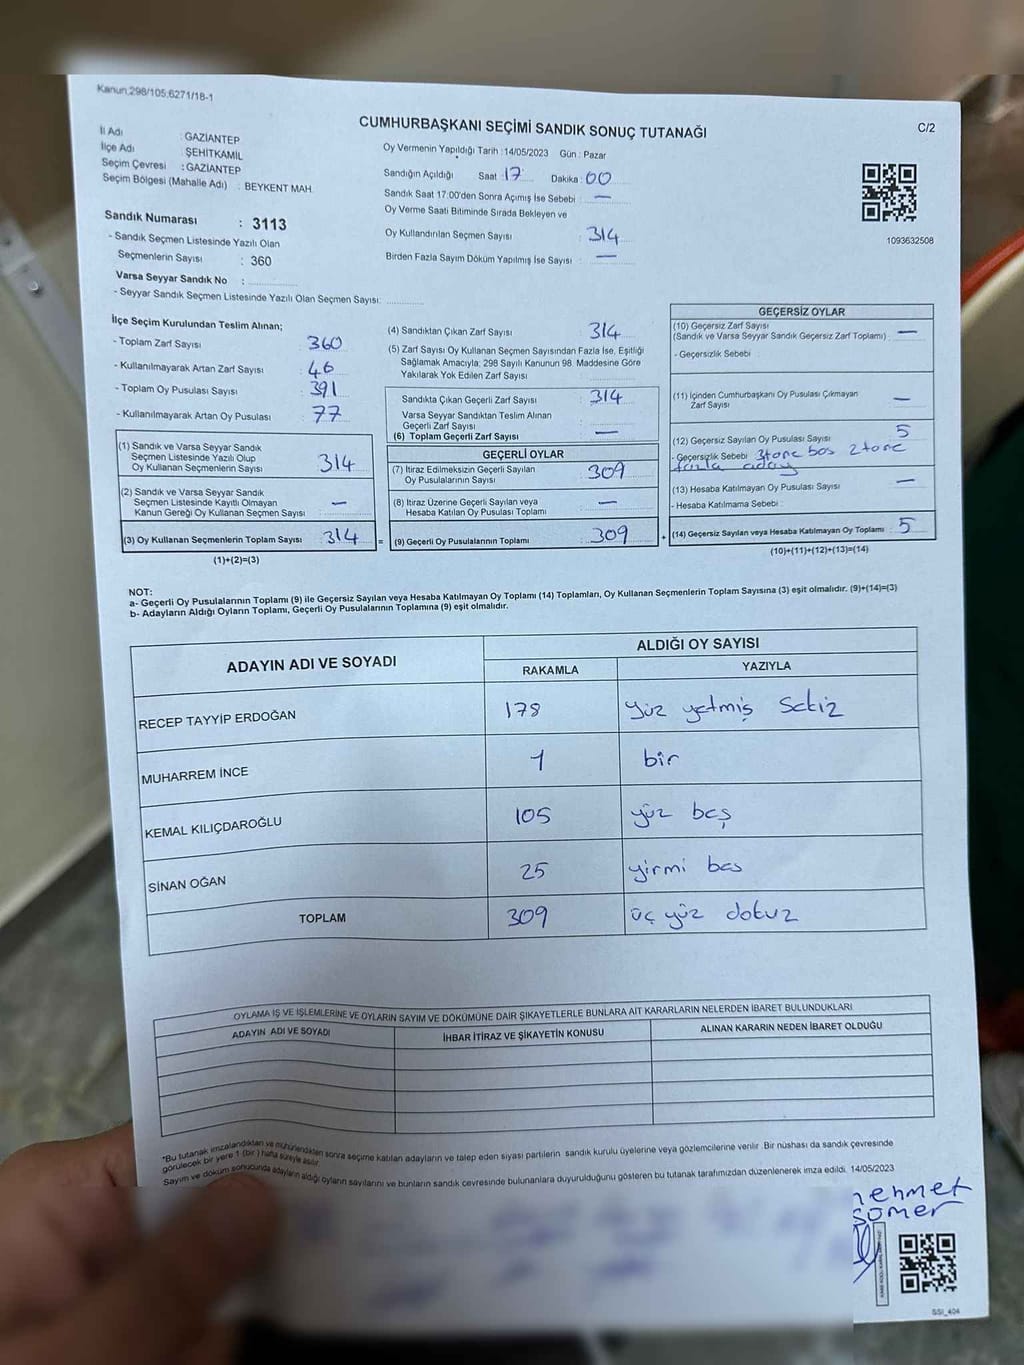 Kanun;298/105;6271/18-1
CUMHURBAŞKANI SEÇİMİ SANDIK SONUÇ TUTANAĞI
C/2
İl Adı : GAZİANTEP
İlçe Adı : ŞEHİTKAMİL
Seçim Çevresi : GAZİANTEP
Seçim Bölgesi (Mahalle Adı) : BEYKENT MAH.
Sandık Numarası : 3113
- Sandık Seçmen Listesinde Yazılı Olan
Seçmenlerin Sayısı : 360
Varsa Seyyar Sandık No :
- Seyyar Sandık Seçmen Listesinde Yazılı Olan Seçmen Sayısı:
Oy Vermenin Yapıldığı Tarih : 14/05/2023 Gün : Pazar
Sandığın Açıldığı Saat : 17 Dakika : 00
Sandık Saat 17:00'den Sonra Açımış İse Sebebi : —
Oy Verme Saati Bitiminde Sırada Bekleyen ve
Oy Kullandırılan Seçmen Sayısı : 314
Birden Fazla Sayım Döküm Yapılmış İse Sayısı : —
1093632508
İlçe Seçim Kurulundan Teslim Alınan;
- Toplam Zarf Sayısı : 360
- Kullanılmayarak Artan Zarf Sayısı : 46
- Toplam Oy Pusulası Sayısı : 391
- Kullanılmayarak Artan Oy Pusulası : 77
(1) Sandık ve Varsa Seyyar Sandık
Seçmen Listesinde Yazılı Olup
Oy Kullanan Seçmenlerin Sayısı : 314
(2) Sandık ve Varsa Seyyar Sandık
Seçmen Listesinde Kayıtlı Olmayan
Kanun Gereği Oy Kullanan Seçmen Sayısı : —
(3) Oy Kullanan Seçmenlerin Toplam Sayısı : 314 =
(1)+(2)=(3)
(4) Sandıktan Çıkan Zarf Sayısı : 314
(5) Zarf Sayısı Oy Kullanan Seçmen Sayısından Fazla İse, Eşitliği
Sağlamak Amacıyla; 298 Sayılı Kanunun 98. Maddesine Göre
Yakılarak Yok Edilen Zarf Sayısı :
Sandıkta Çıkan Geçerli Zarf Sayısı : 314
Varsa Seyyar Sandıktan Teslim Alınan
Geçerli Zarf Sayısı :
(6) Toplam Geçerli Zarf Sayısı : —
GEÇERLİ OYLAR
(7) İtiraz Edilmeksizin Geçerli Sayılan
Oy Pusulalarının Sayısı : 309
(8) İtiraz Üzerine Geçerli Sayılan veya
Hesaba Katılan Oy Pusulası Toplamı : —
(9) Geçerli Oy Pusulalarının Toplamı : 309 +
GEÇERSİZ OYLAR
(10) Geçersiz Zarf Sayısı
(Sandık ve Varsa Seyyar Sandık Geçersiz Zarf Toplamı) : —
- Geçersizlik Sebebi :
(11) İçinden Cumhurbaşkanı Oy Pusulası Çıkmayan
Zarf Sayısı : —
(12) Geçersiz Sayılan Oy Pusulası Sayısı : 5
- Geçersizlik Sebebi : 3 tane boş 2 tane
fazla aday
(13) Hesaba Katılmayan Oy Pusulası Sayısı : —
- Hesaba Katılmama Sebebi :
(14) Geçersiz Sayılan veya Hesaba Katılmayan Oy Toplamı : 5
(10)+(11)+(12)+(13)=(14)
NOT:
a- Geçerli Oy Pusulalarının Toplamı (9) ile Geçersiz Sayılan veya Hesaba Katılmayan Oy Toplamı (14) Toplamları, Oy Kullanan Seçmenlerin Toplam Sayısına (3) eşit olmalıdır. (9)+(14)=(3)
b- Adayların Aldığı Oyların Toplamı, Geçerli Oy Pusulalarının Toplamına (9) eşit olmalıdır.
ADAYIN ADI VE SOYADI
ALDIĞI OY SAYISI
RAKAMLA YAZIYLA
RECEP TAYYİP ERDOĞAN 178 yüz yetmiş sekiz
MUHARREM İNCE 1 bir
KEMAL KILIÇDAROĞLU 105 yüz beş
SİNAN OĞAN 25 yirmi bes
TOPLAM 309 üç yüz dokuz
OYLAMA İŞ VE İŞLEMLERİNE VE OYLARIN SAYIM VE DÖKÜMÜNE DAİR ŞİKAYETLERLE BUNLARA AİT KARARLARIN NELERDEN İBARET BULUNDUKLARI
ADAYIN ADI VE SOYADI İHBAR İTİRAZ VE ŞİKAYETİN KONUSU ALINAN KARARIN NEDEN İBARET OLDUĞU
*Bu tutanak imzalandıktan ve mühürlendikten sonra seçime katılan adayların ve talep eden siyasi partilerin sandık kurulu üyelerine veya gözlemcilerine verilir. Bir nüshası da sandık çevresinde
görülecek bir yere 1 (bir) hafta süreyle asılır.
Sayım ve döküm sonucunda adayların aldığı oyların sayılarını ve bunların sandık çevresinde bulunanlara duyurulduğunu gösteren bu tutanak tarafımızdan düzenlenerek imza edildi. 14/05/2023
mehmet
SOMER
SSI_404